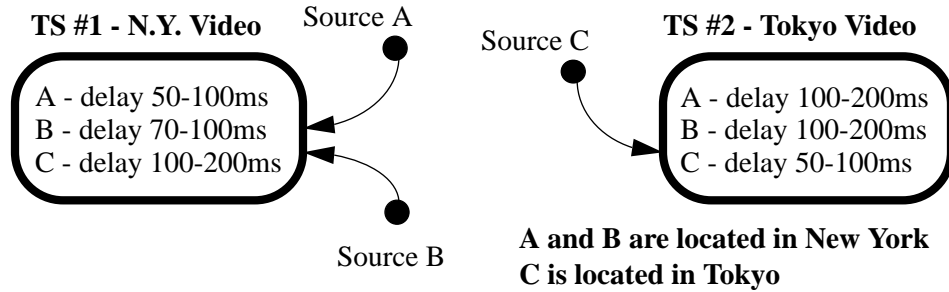 Source A
TS #1 - N.Y. Video
A - delay 50-100ms
B - delay 70-100ms
C - delay 100-200ms
Source B
Source C
TS #2 - Tokyo Video
A - delay 100-200ms
B - delay 100-200ms
C - delay 50-100ms
A and B are located in New York
C is located in Tokyo